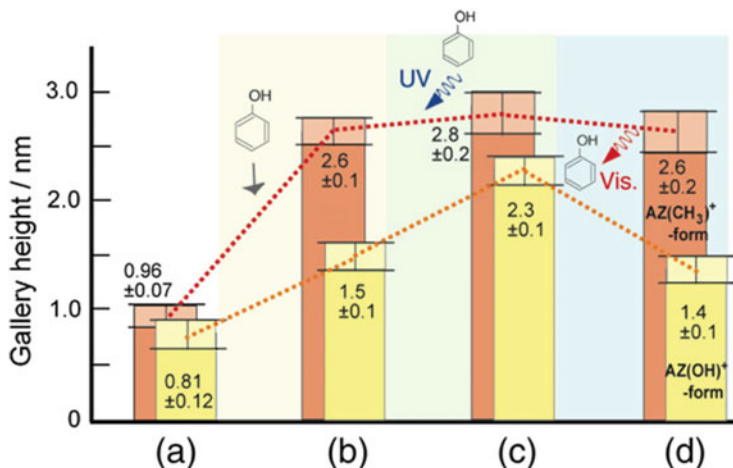 Gallery height / nm
3.0
2.0
1.0
0
OH
OH
UV
OH
Vis.
0.96
±0.07
0.81
±0.12
2.6
±0.1
1.5
±0.1
2.8
±0.2
2.3
±0.1
2.6
±0.2
AZ(CH₃)⁺
-form
1.4
±0.1
AZ(OH)⁺
-form
(a) (b) (c) (d)